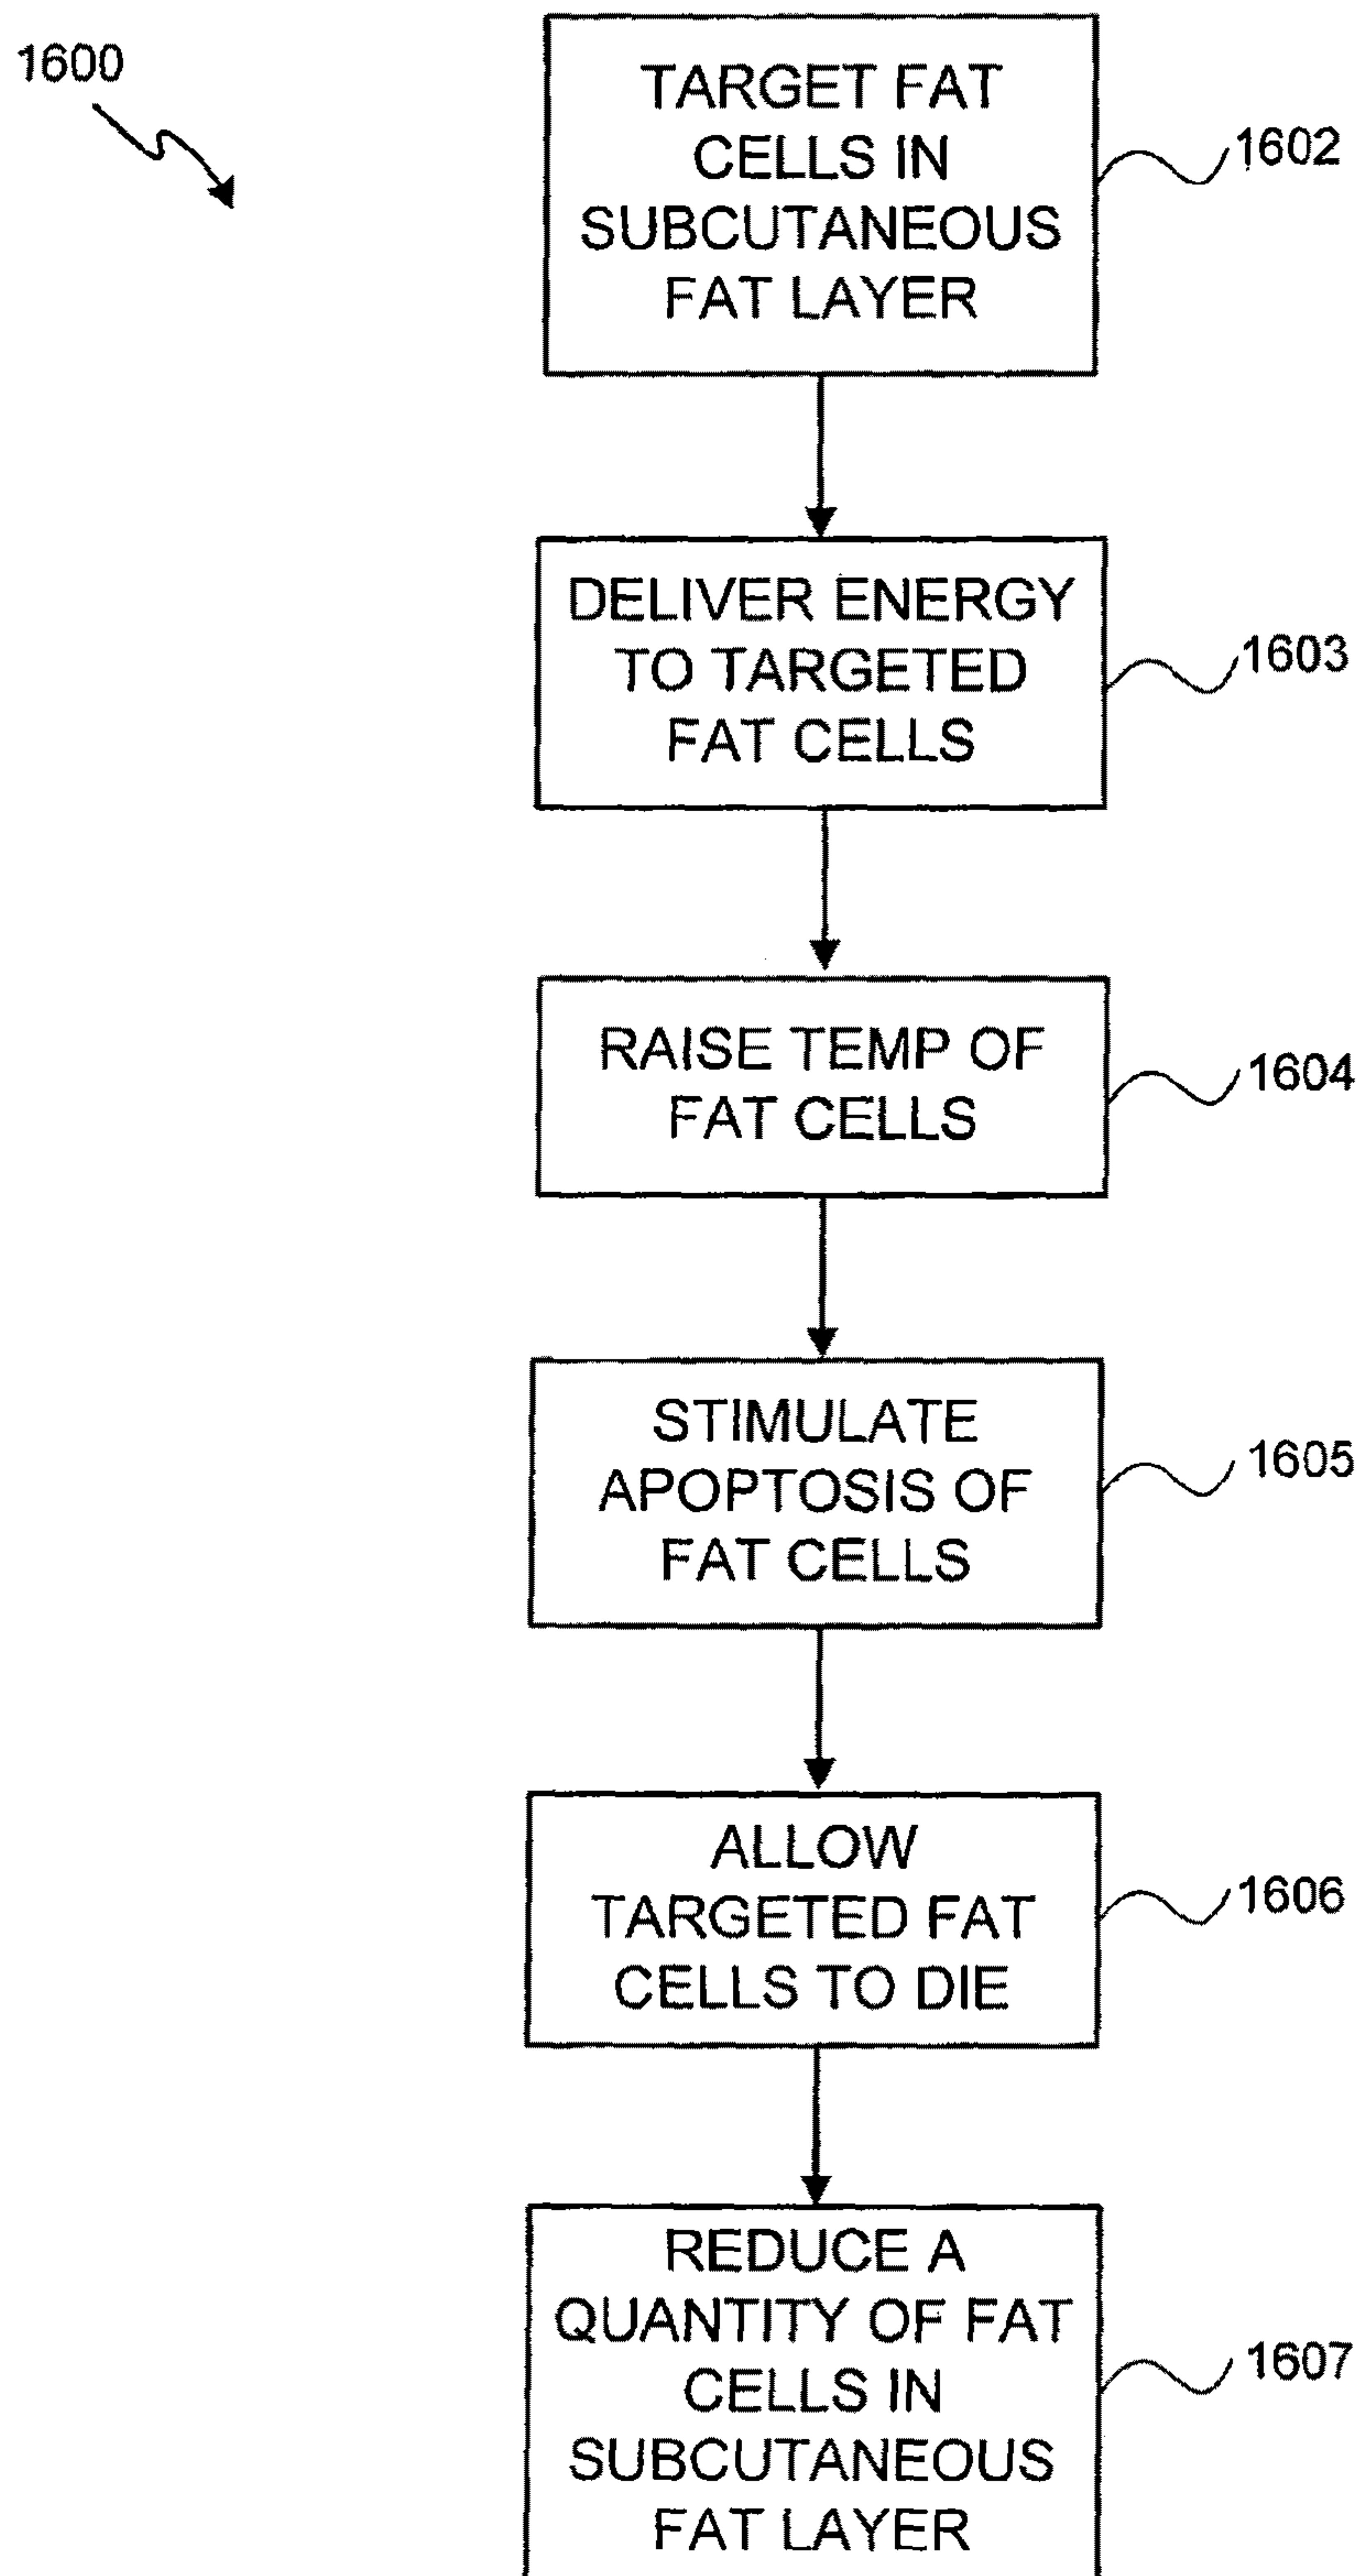 1600
TARGET FAT
CELLS IN
SUBCUTANEOUS
FAT LAYER
1602
DELIVER ENERGY
TO TARGETED
FAT CELLS
1603
RAISE TEMP OF
FAT CELLS
1604
STIMULATE
APOPTOSIS OF
FAT CELLS
1605
ALLOW
TARGETED FAT
CELLS TO DIE
1606
REDUCE A
QUANTITY OF FAT
CELLS IN
SUBCUTANEOUS
FAT LAYER
1607